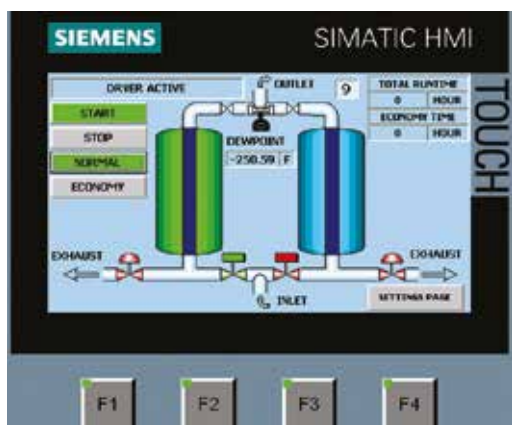 SIEMENS
SIMATIC HMI
TOUCH
DRYER ACTIVE
OUTLET
9
TOTAL RUNTIME
0 HOUR
ECONOMY TIME
0 HOUR
START
STOP
NORMAL
ECONOMY
DEWPOINT
-250.59 F
EXHAUST
EXHAUST
INLET
SETTINGS PAGE
F1
F2
F3
F4